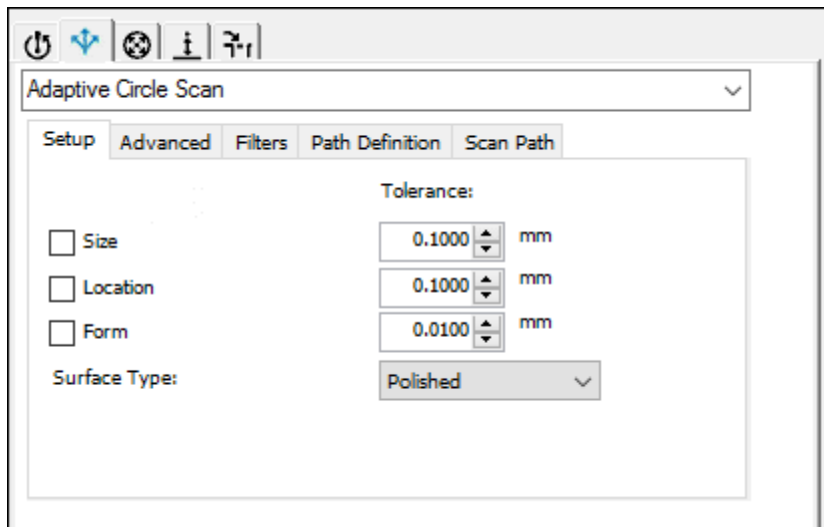 Adaptive Circle Scan
Setup Advanced Filters Path Definition Scan Path
Tolerance:
Size 0.1000 mm
Location 0.1000 mm
Form 0.0100 mm
Surface Type: Polished